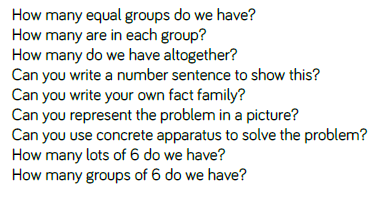 How many equal groups do we have?
How many are in each group?
How many do we have altogether?
Can you write a number sentence to show this?
Can you write your own fact family?
Can you represent the problem in a picture?
Can you use concrete apparatus to solve the problem?
How many lots of 6 do we have?
How many groups of 6 do we have?